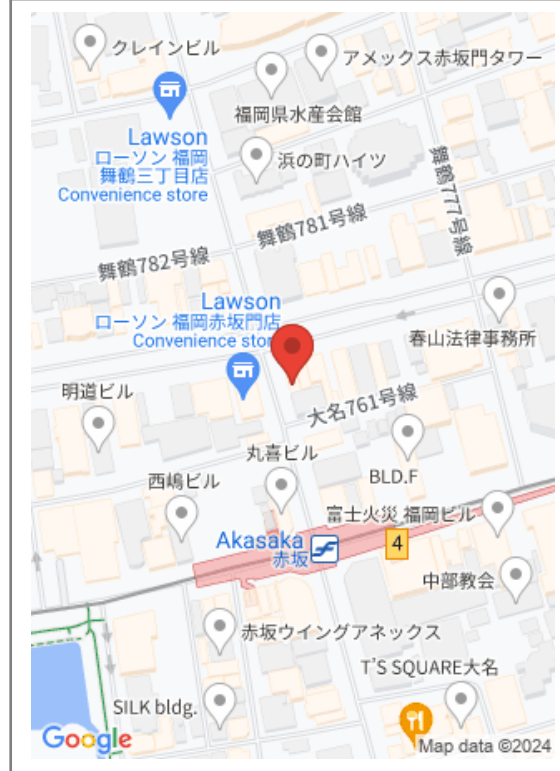 クレインビル
アメックス赤坂門タワー
福岡県水産会館
Lawson
ローソン 福岡
舞鶴三丁目店
Convenience store
浜の町ハイツ
舞鶴777号線
舞鶴781号線
舞鶴782号線
Lawson
ローソン 福岡赤坂門店
Convenience stor
春山法律事務所
明道ビル
大名761号線
丸喜ビル
西嶋ビル
BLD.F
富士火災 福岡ビル
Akasaka
赤坂
4
中部教会
赤坂ウイングアネックス
T'S SQUARE大名
SILK bldg.
Google
Map data ©2024